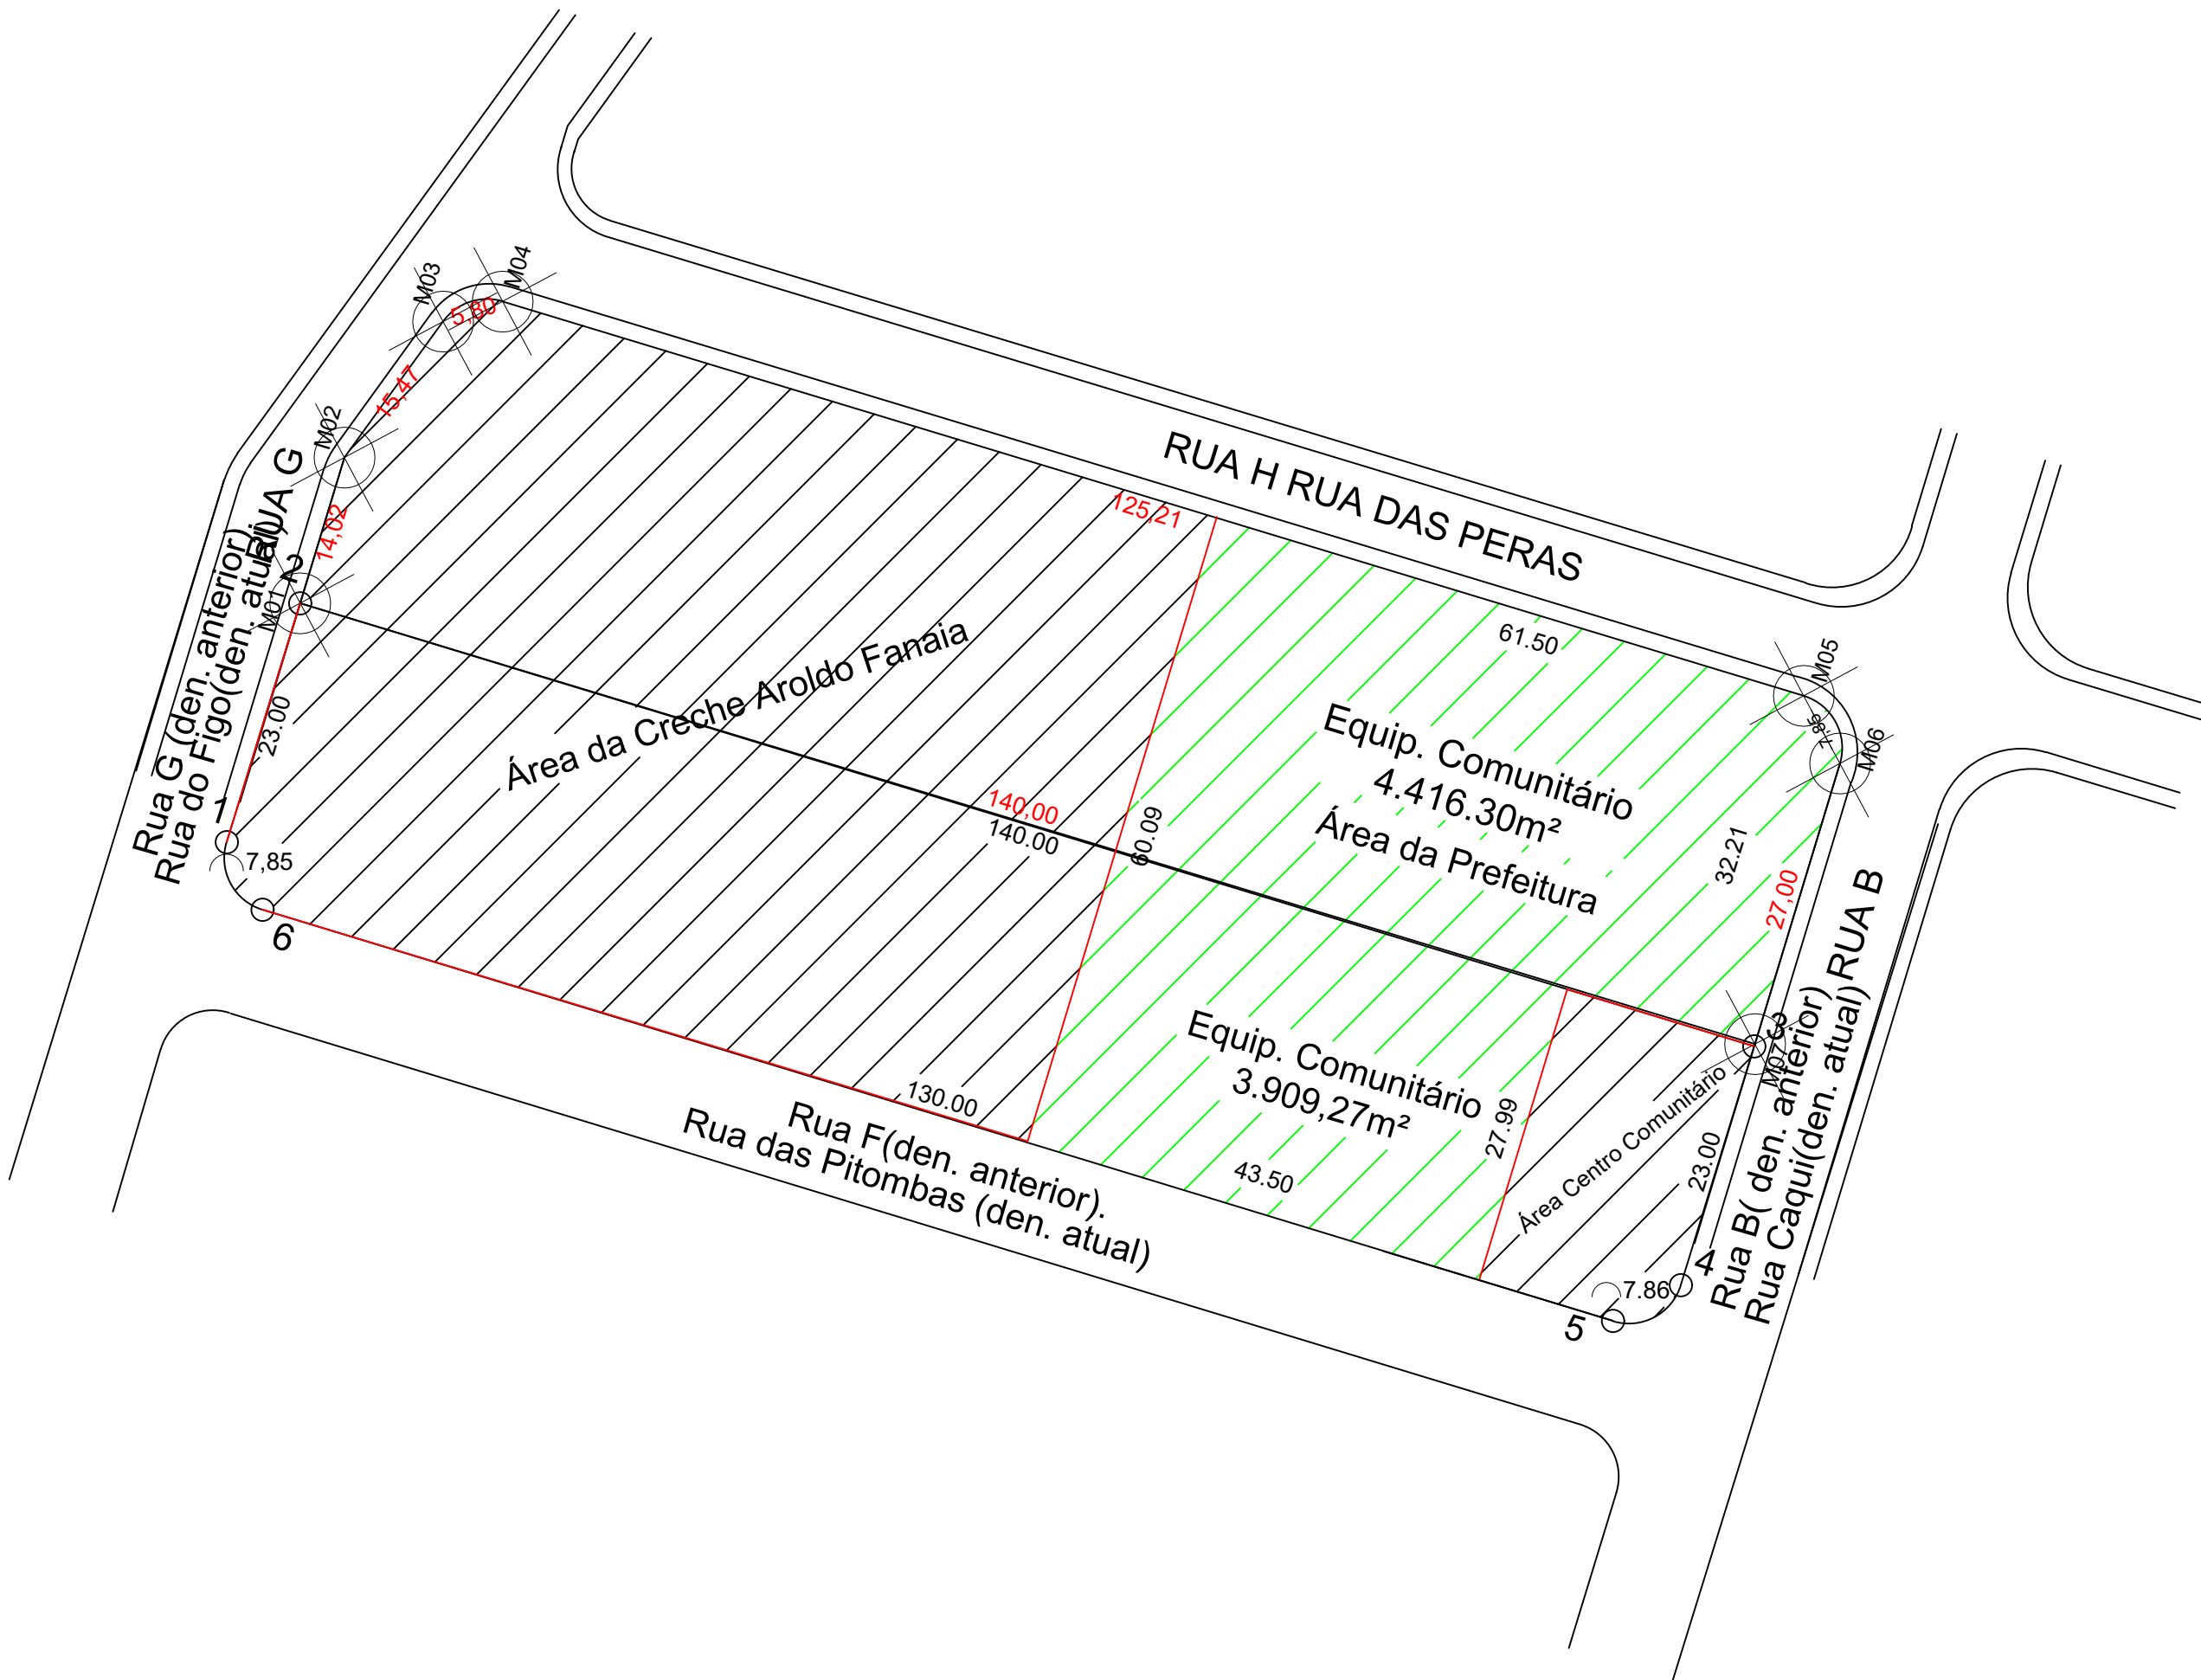 M04
M03
5,80
15,47
M02
RUA G
14,02
RUA H RUA DAS PERAS
125,21
Rua G (den. anterior)
Rua do Figo(den. atual)
2
M01
61.50
M05
7.86
M06
23.00
Área da Creche Aroldo Fanaia
Equip. Comunitário
4.416.30m²
Área da Prefeitura
1
140,00
140.00
60.09
32.21
27,00
RUA B
7,85
6
3
M07
Equip. Comunitário
3.909,27m²
Área Centro Comunitário
130.00
27.99
43.50
23.00
Rua F(den. anterior).
Rua das Pitombas (den. atual)
Rua B( den. anterior)
Rua Caqui(den. atual)
4
7.86
5